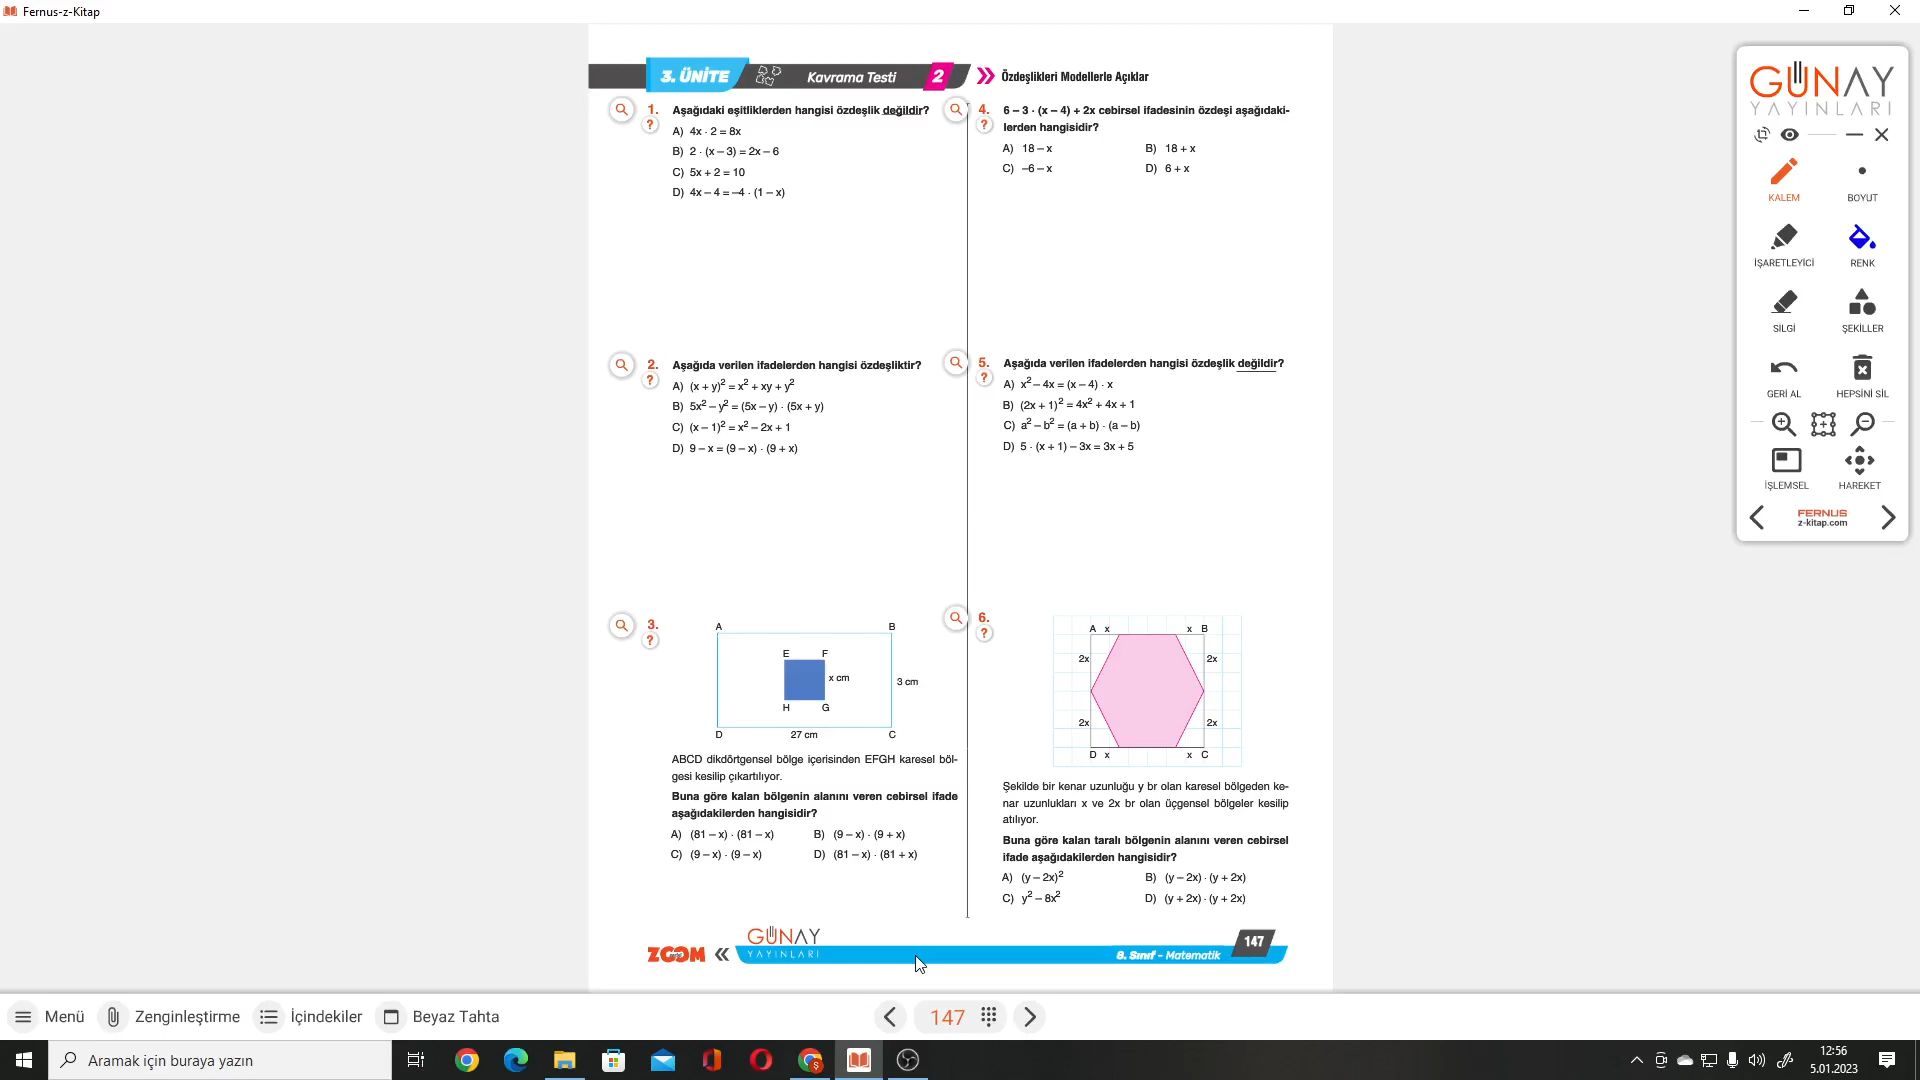 Fernus-z-Kitap
3. ÜNİTE
Kavrama Testi
2
Özdeşlikleri Modellerle Açıklar
1. Aşağıdaki eşitliklerden hangisi özdeşlik değildir?
?
A) 4x · 2 = 8x
B) 2 · (x – 3) = 2x – 6
C) 5x + 2 = 10
D) 4x – 4 = –4 · (1 – x)
2. Aşağıda verilen ifadelerden hangisi özdeşliktir?
?
A) (x + y)² = x² + xy + y²
B) 5x² – y² = (5x – y) · (5x + y)
C) (x – 1)² = x² – 2x + 1
D) 9 – x = (9 – x) · (9 + x)
3.
?
A B
E F
x cm
3 cm
H G
D 27 cm C
ABCD dikdörtgensel bölge içerisinden EFGH karesel böl-
gesi kesilip çıkartılıyor.
Buna göre kalan bölgenin alanını veren cebirsel ifade
aşağıdakilerden hangisidir?
A) (81 – x) · (81 – x) B) (9 – x) · (9 + x)
C) (9 – x) · (9 – x) D) (81 – x) · (81 + x)
4. 6 – 3 · (x – 4) + 2x cebirsel ifadesinin özdeşi aşağıdaki-
? lerden hangisidir?
A) 18 – x B) 18 + x
C) –6 – x D) 6 + x
5. Aşağıda verilen ifadelerden hangisi özdeşlik değildir?
?
A) x² – 4x = (x – 4) · x
B) (2x + 1)² = 4x² + 4x + 1
C) a² – b² = (a + b) · (a – b)
D) 5 · (x + 1) – 3x = 3x + 5
6.
?
A x x B
2x 2x
2x 2x
D x x C
Şekilde bir kenar uzunluğu y br olan karesel bölgeden ke-
nar uzunlukları x ve 2x br olan üçgensel bölgeler kesilip
atılıyor.
Buna göre kalan taralı bölgenin alanını veren cebirsel
ifade aşağıdakilerden hangisidir?
A) (y – 2x)² B) (y – 2x) · (y + 2x)
C) y² – 8x² D) (y + 2x) · (y + 2x)
ZOOM
GÜNAY
YAYINLARI
8. Sınıf - Matematik
147
GÜNAY
YAYINLARI
KALEM BOYUT
İŞARETLEYİCİ RENK
SİLGİ ŞEKİLLER
GERİ AL HEPSİNİ SİL
İŞLEMSEL HAREKET
FERNUS
z-kitap.com
Menü Zenginleştirme İçindekiler Beyaz Tahta
147
Aramak için buraya yazın
12:56
5.01.2023